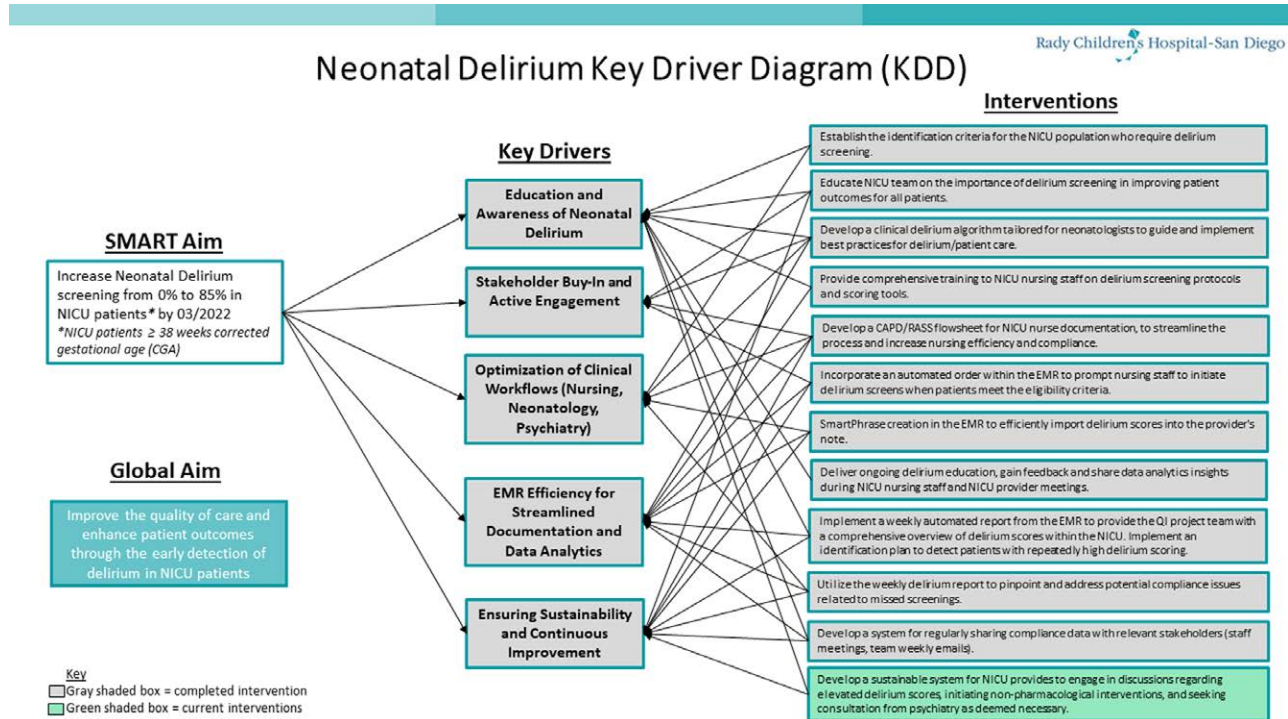 Rady Children's Hospital-San Diego
Neonatal Delirium Key Driver Diagram (KDD)
SMART Aim
Increase Neonatal Delirium
screening from 0% to 85% in
NICU patients* by 03/2022
*NICU patients ≥ 38 weeks corrected
gestational age (CGA)
Global Aim
Improve the quality of care and
enhance patient outcomes
through the early detection of
delirium in NICU patients
Key
Gray shaded box = completed intervention
Green shaded box = current interventions
Key Drivers
Education and
Awareness of Neonatal
Delirium
Stakeholder Buy-In and
Active Engagement
Optimization of Clinical
Workflows (Nursing,
Neonatology,
Psychiatry)
EMR Efficiency for
Streamlined
Documentation and
Data Analytics
Ensuring Sustainability
and Continuous
Improvement
Interventions
Establish the identification criteria for the NICU population who require delirium
screening.
Educate NICU team on the importance of delirium screening in improving patient
outcomes for all patients.
Develop a clinical delirium algorithm tailored for neonatologists to guide and implement
best practices for delirium/patient care.
Provide comprehensive training to NICU nursing staff on delirium screening protocols
and scoring tools.
Develop a CAPD/RASS flowsheet for NICU nurse documentation, to streamline the
process and increase nursing efficiency and compliance.
Incorporate an automated order within the EMR to prompt nursing staff to initiate
delirium screens when patients meet the eligibility criteria.
SmartPhrase creation in the EMR to efficiently import delirium scores into the provider's
note.
Deliver ongoing delirium education, gain feedback and share data analytics insights
during NICU nursing staff and NICU provider meetings.
Implement a weekly automated report from the EMR to provide the QI project team with
a comprehensive overview of delirium scores within the NICU. Implement an
identification plan to detect patients with repeatedly high delirium scoring.
Utilize the weekly delirium report to pinpoint and address potential compliance issues
related to missed screenings.
Develop a system for regularly sharing compliance data with relevant stakeholders (staff
meetings, team weekly emails).
Develop a sustainable system for NICU provides to engage in discussions regarding
elevated delirium scores, initiating non-pharmacological interventions, and seeking
consultation from psychiatry as deemed necessary.